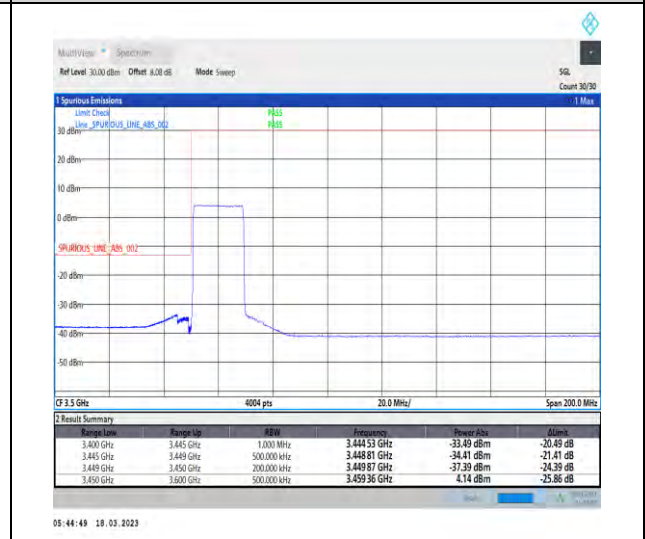 MultiView Spectrum
Ref Level 30.00 dBm Offset 8.08 dB Mode Sweep SGL
Count 30/30
1 Spurious Emissions 1 Max
Limit Check PASS
Line _SPURIOUS_LINE_ABS_002 PASS
30 dBm
20 dBm
10 dBm
0 dBm
_SPURIOUS_LINE_ABS_002
-20 dBm
-30 dBm
-40 dBm
-50 dBm
CF 3.5 GHz 4004 pts 20.0 MHz/ Span 200.0 MHz
2 Result Summary
Range Low Range Up RBW Frequency Power Abs ΔLimit
3.400 GHz 3.445 GHz 1.000 MHz 3.444 53 GHz -33.49 dBm -20.49 dB
3.445 GHz 3.449 GHz 500.000 kHz 3.448 81 GHz -34.41 dBm -21.41 dB
3.449 GHz 3.450 GHz 200.000 kHz 3.449 87 GHz -37.39 dBm -24.39 dB
3.450 GHz 3.600 GHz 500.000 kHz 3.459 36 GHz 4.14 dBm -25.86 dB
05:44:49 18.03.2023